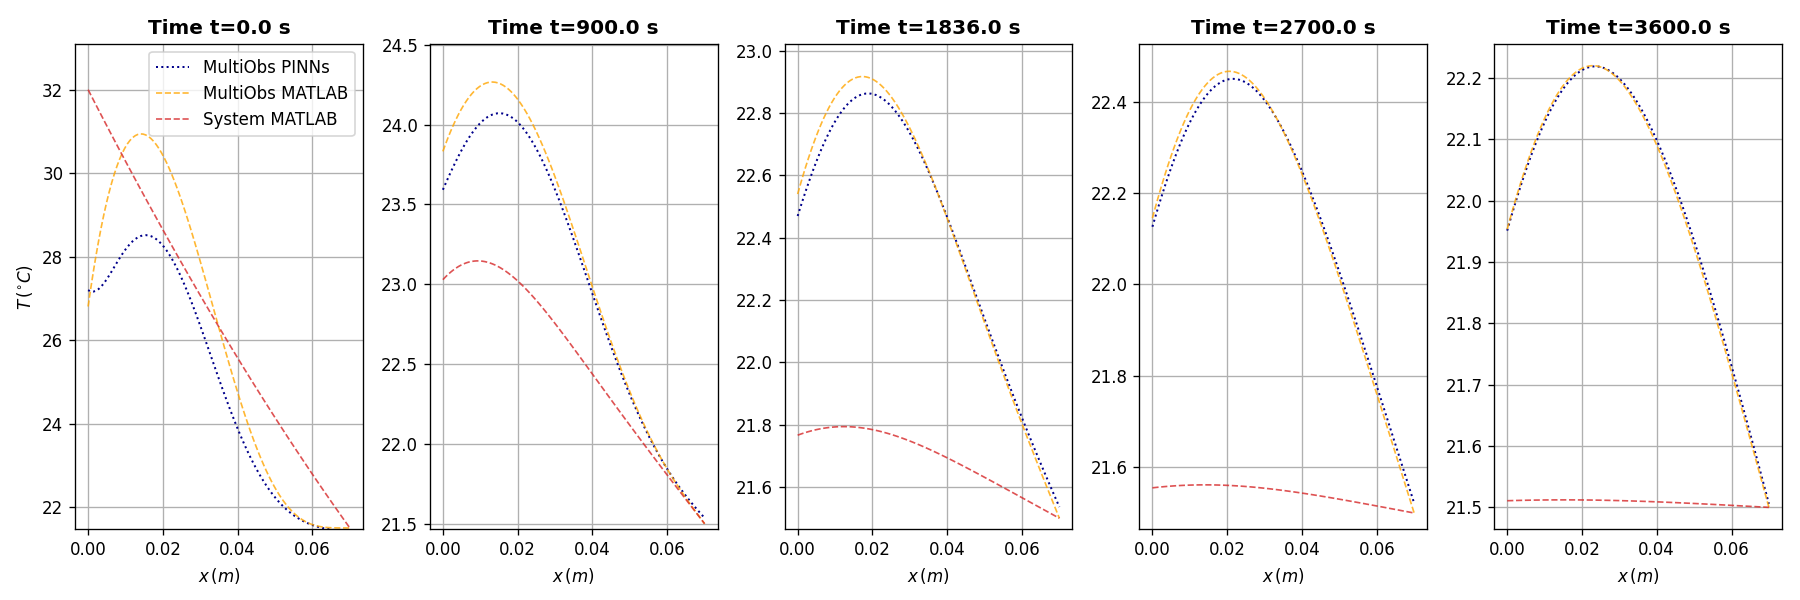 Time t=0.0 s
Time t=900.0 s
Time t=1836.0 s
Time t=2700.0 s
Time t=3600.0 s
MultiObs PINNs
MultiObs MATLAB
System MATLAB
T (°C)
32
30
28
26
24
22
0.00 0.02 0.04 0.06
x (m)
24.5
24.0
23.5
23.0
22.5
22.0
21.5
0.00 0.02 0.04 0.06
x (m)
23.0
22.8
22.6
22.4
22.2
22.0
21.8
21.6
0.00 0.02 0.04 0.06
x (m)
22.4
22.2
22.0
21.8
21.6
0.00 0.02 0.04 0.06
x (m)
22.2
22.1
22.0
21.9
21.8
21.7
21.6
21.5
0.00 0.02 0.04 0.06
x (m)